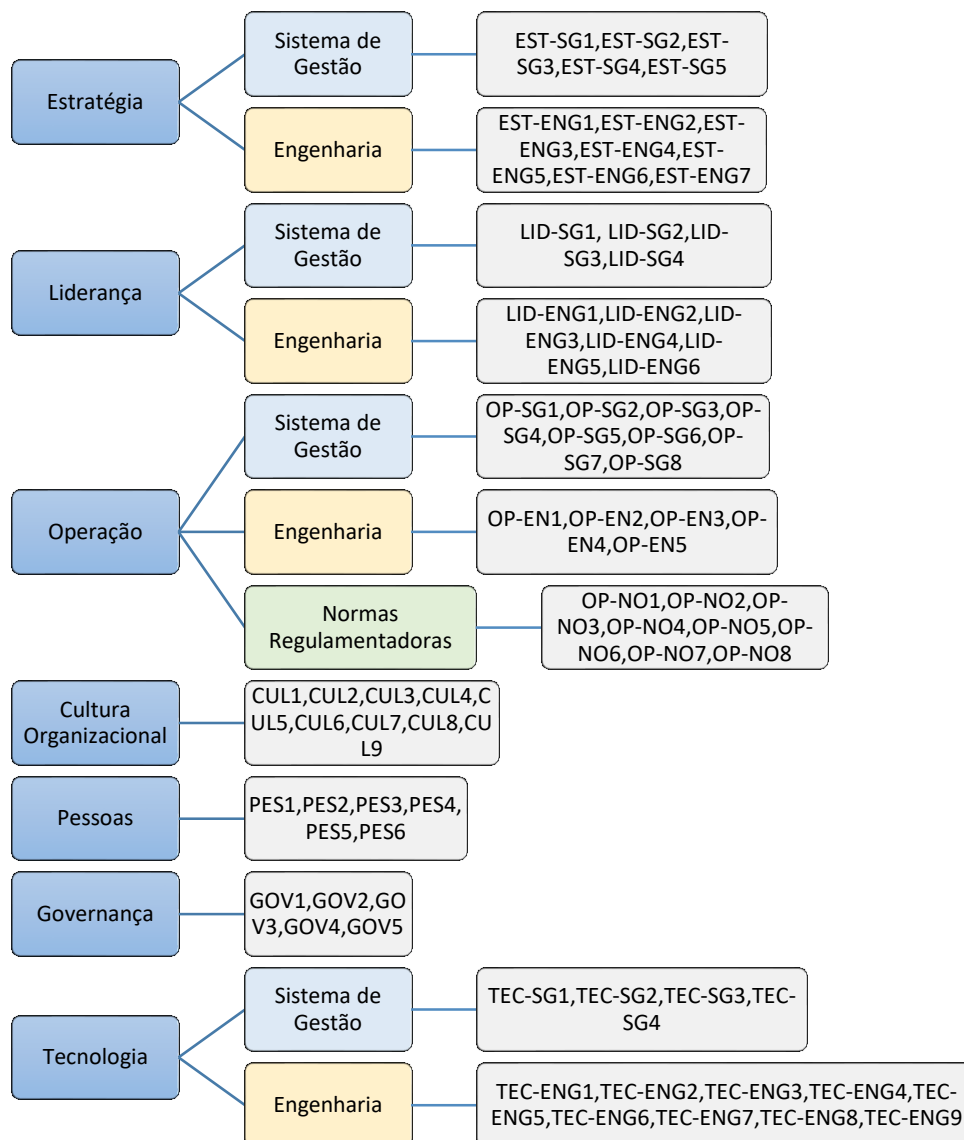 Estratégia
Sistema de
Gestão
EST-SG1,EST-SG2,EST-
SG3,EST-SG4,EST-SG5
Engenharia
EST-ENG1,EST-ENG2,EST-
ENG3,EST-ENG4,EST-
ENG5,EST-ENG6,EST-ENG7
Liderança
Sistema de
Gestão
LID-SG1, LID-SG2,LID-
SG3,LID-SG4
Engenharia
LID-ENG1,LID-ENG2,LID-
ENG3,LID-ENG4,LID-
ENG5,LID-ENG6
Operação
Sistema de
Gestão
OP-SG1,OP-SG2,OP-SG3,OP-
SG4,OP-SG5,OP-SG6,OP-
SG7,OP-SG8
Engenharia
OP-EN1,OP-EN2,OP-EN3,OP-
EN4,OP-EN5
Normas
Regulamentadoras
OP-NO1,OP-NO2,OP-
NO3,OP-NO4,OP-NO5,OP-
NO6,OP-NO7,OP-NO8
Cultura
Organizacional
CUL1,CUL2,CUL3,CUL4,C
UL5,CUL6,CUL7,CUL8,CU
L9
Pessoas
PES1,PES2,PES3,PES4,
PES5,PES6
Governança
GOV1,GOV2,GO
V3,GOV4,GOV5
Tecnologia
Sistema de
Gestão
TEC-SG1,TEC-SG2,TEC-SG3,TEC-
SG4
Engenharia
TEC-ENG1,TEC-ENG2,TEC-ENG3,TEC-ENG4,TEC-
ENG5,TEC-ENG6,TEC-ENG7,TEC-ENG8,TEC-ENG9